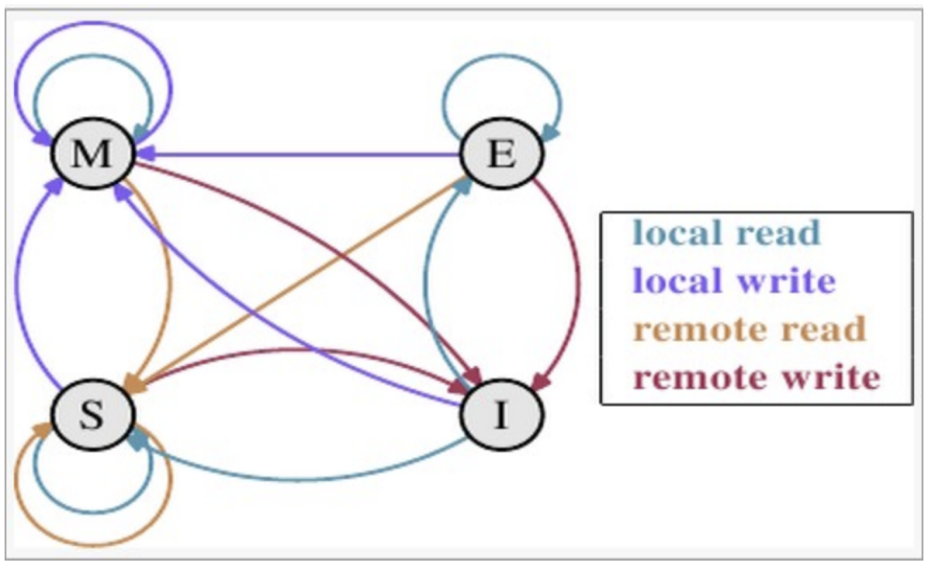 M
E
local read
local write
remote read
remote write
S
I